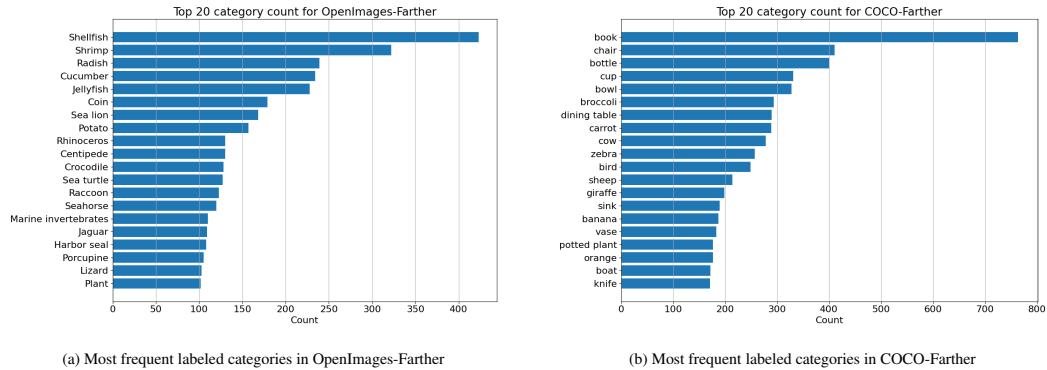 Top 20 category count for OpenImages-Farther
Shellfish
Shrimp
Radish
Cucumber
Jellyfish
Coin
Sea lion
Potato
Rhinoceros
Centipede
Crocodile
Sea turtle
Raccoon
Seahorse
Marine invertebrates
Jaguar
Harbor seal
Porcupine
Lizard
Plant
0 50 100 150 200 250 300 350 400
Count
(a) Most frequent labeled categories in OpenImages-Farther
Top 20 category count for COCO-Farther
book
chair
bottle
cup
bowl
broccoli
dining table
carrot
cow
zebra
bird
sheep
giraffe
sink
banana
vase
potted plant
orange
boat
knife
0 100 200 300 400 500 600 700 800
Count
(b) Most frequent labeled categories in COCO-Farther